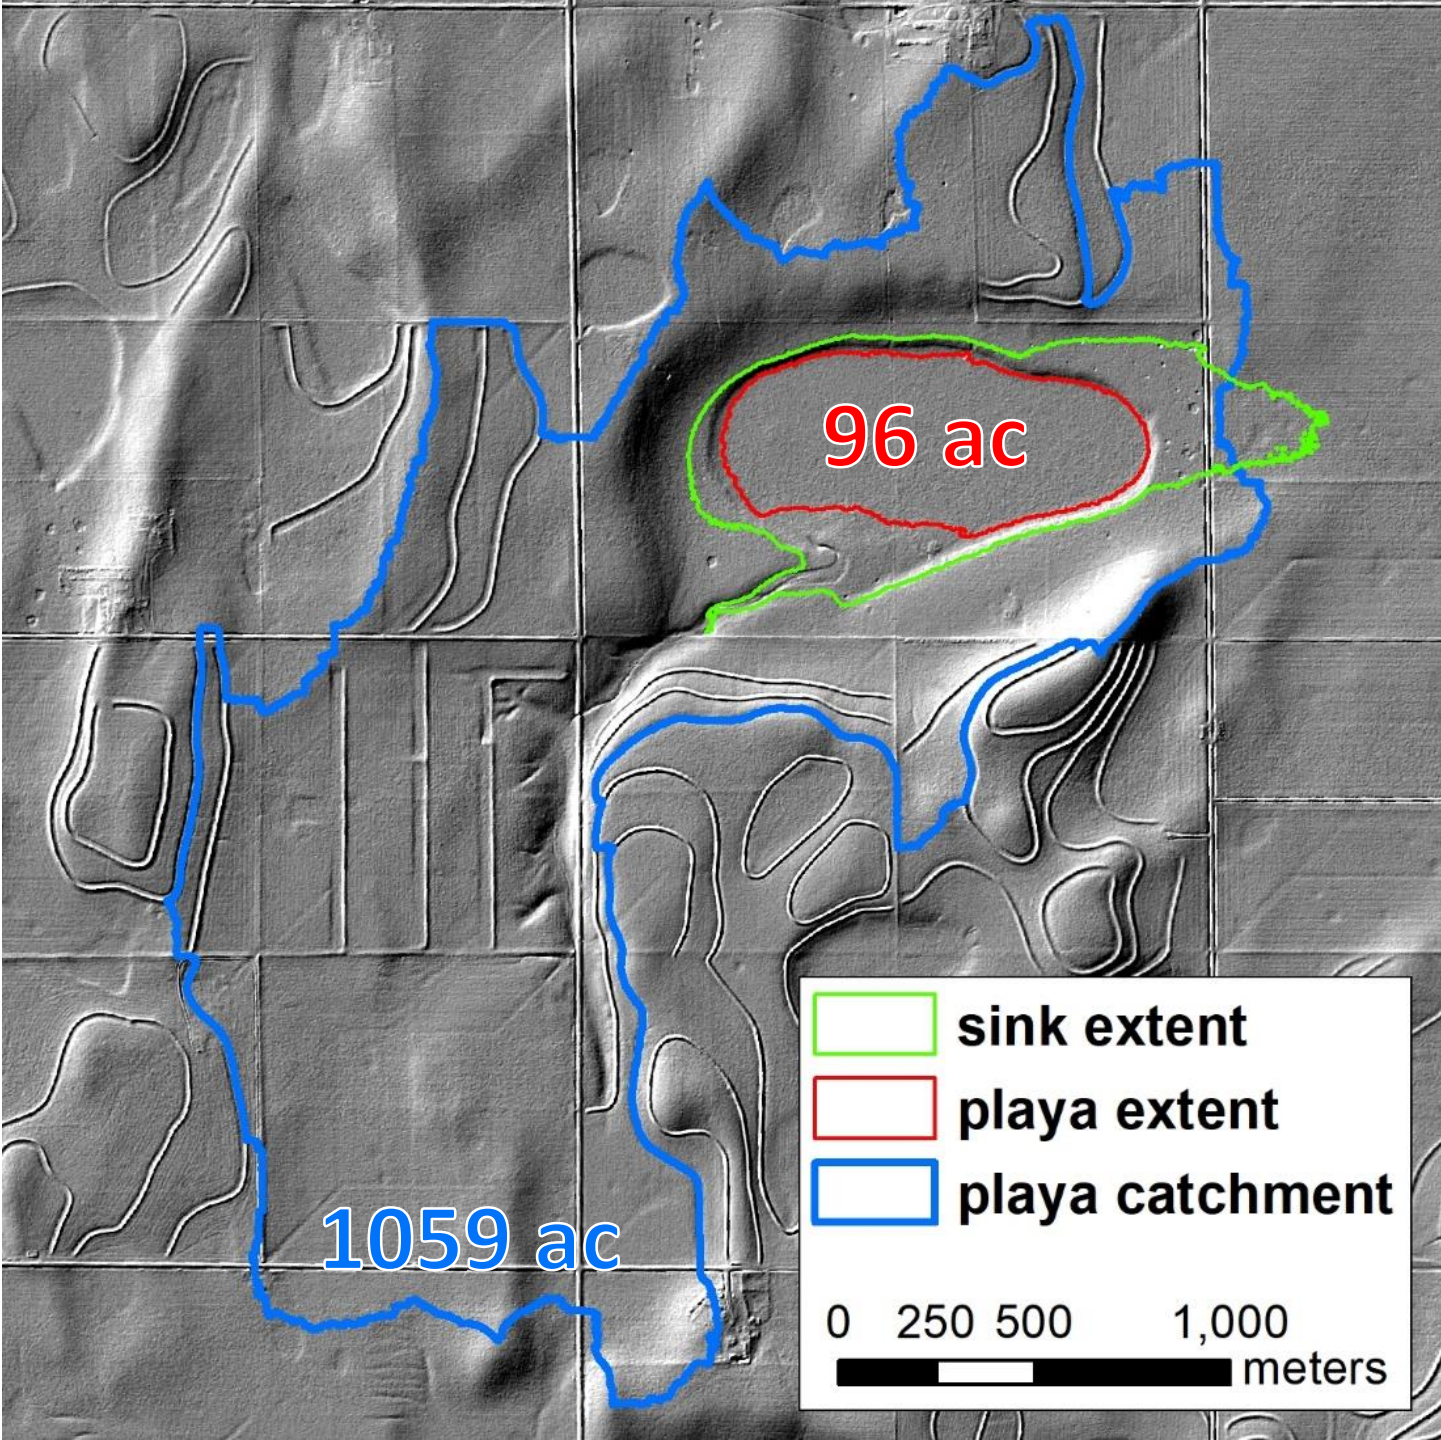 96 ac
sink extent
playa extent
playa catchment
1059 ac
0 250 500 1,000
meters